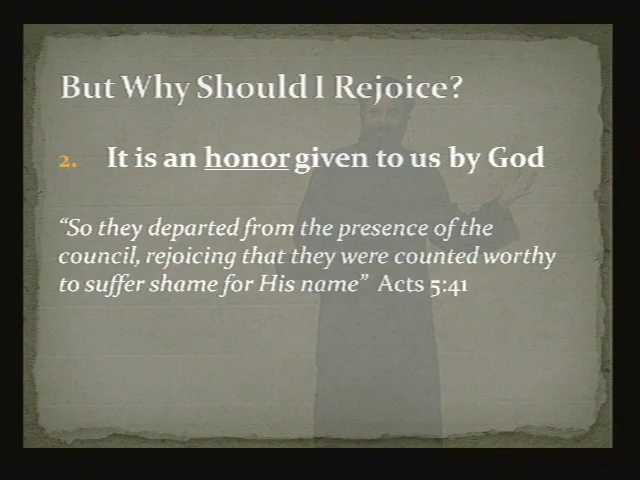 But Why Should I Rejoice?
2. It is an honor given to us by God
“So they departed from the presence of the
council, rejoicing that they were counted worthy
to suffer shame for His name” Acts 5:41